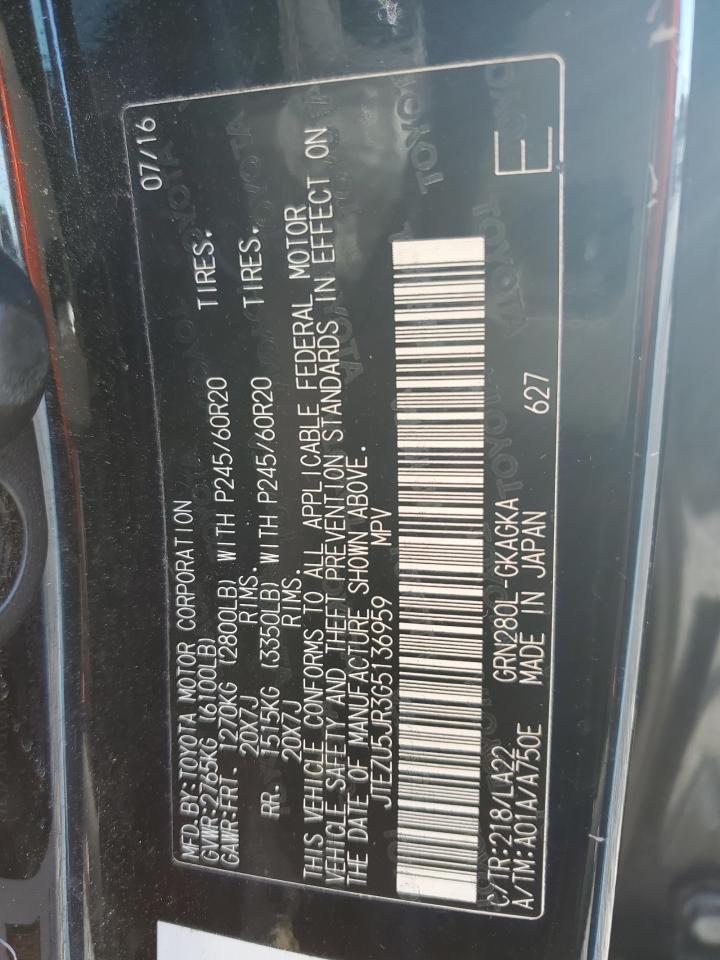 MFD.BY:TOYOTA MOTOR CORPORATION 07/16
GVWR:2765KG (6100LB)
GAWR:FRT. 1270KG (2800LB) WITH P245/60R20 TIRES.
20X7J RIMS.
RR. 1515KG (3350LB) WITH P245/60R20 TIRES.
20X7J RIMS.
THIS VEHICLE CONFORMS TO ALL APPLICABLE FEDERAL MOTOR
VEHICLE SAFETY AND THEFT PREVENTION STANDARDS IN EFFECT ON
THE DATE OF MANUFACTURE SHOWN ABOVE.
JTEZU5JR3G5136959 MPV
C/TR:218/LA22 GRN280L-GKAGKA
A/TM:A01A/A750E MADE IN JAPAN 627
E